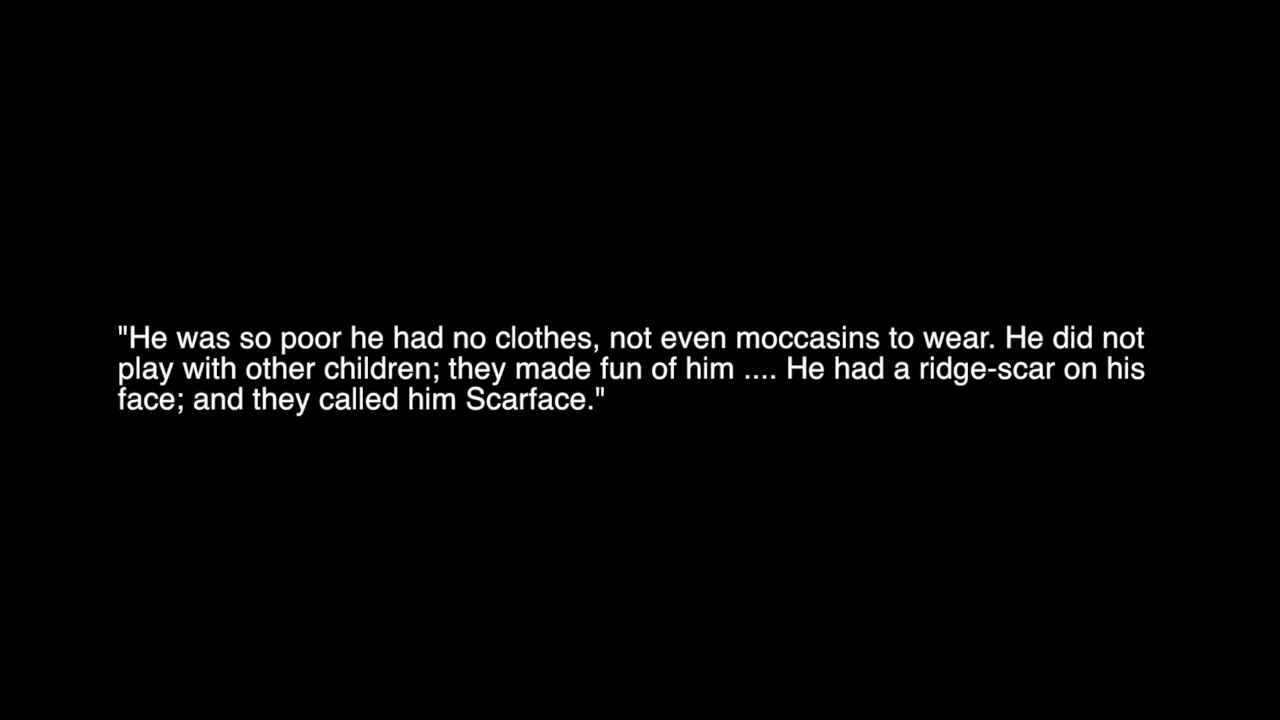 "He was so poor he had no clothes, not even moccasins to wear. He did not
play with other children; they made fun of him .... He had a ridge-scar on his
face; and they called him Scarface."